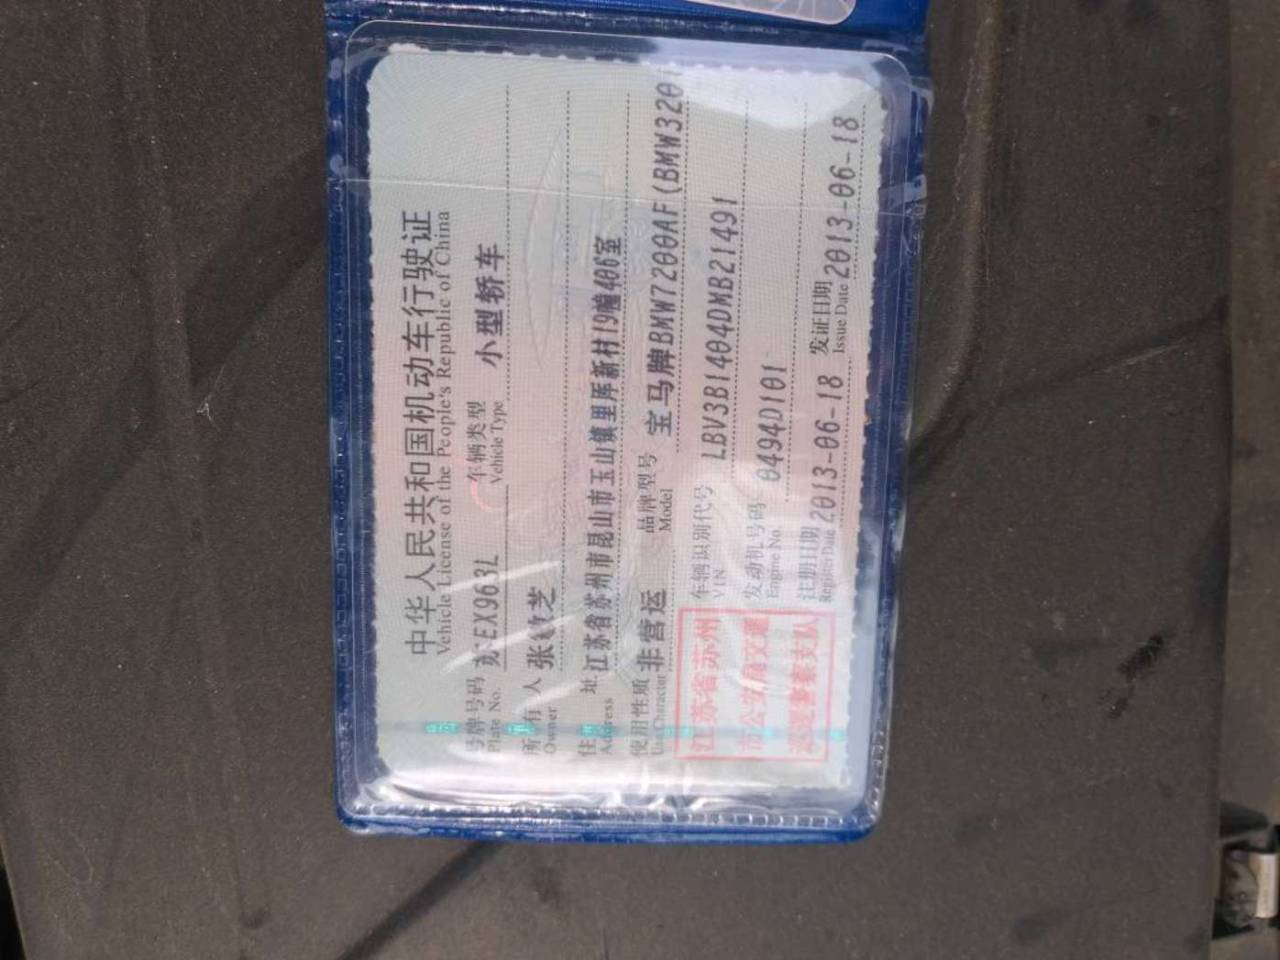 中华人民共和国机动车行驶证
Vehicle License of the People's Republic of China
号牌号码 苏EX963L 车辆类型 小型轿车
Plate No. Vehicle Type
所有人 张 芝
Owner
住 址 江苏省苏州市昆山市玉山镇里厍新村19幢406室
Address
使用性质 非营运 品牌型号 宝马牌BMW7200AF(BMW320
Use Character Model
江苏省苏州
市公安局交通
巡逻警察支队
车辆识别代号 LBV3B1404DMB21491
VIN
发动机号码 0494D101
Engine No.
注册日期 2013-06-18 发证日期 2013-06-18
Register Date Issue Date